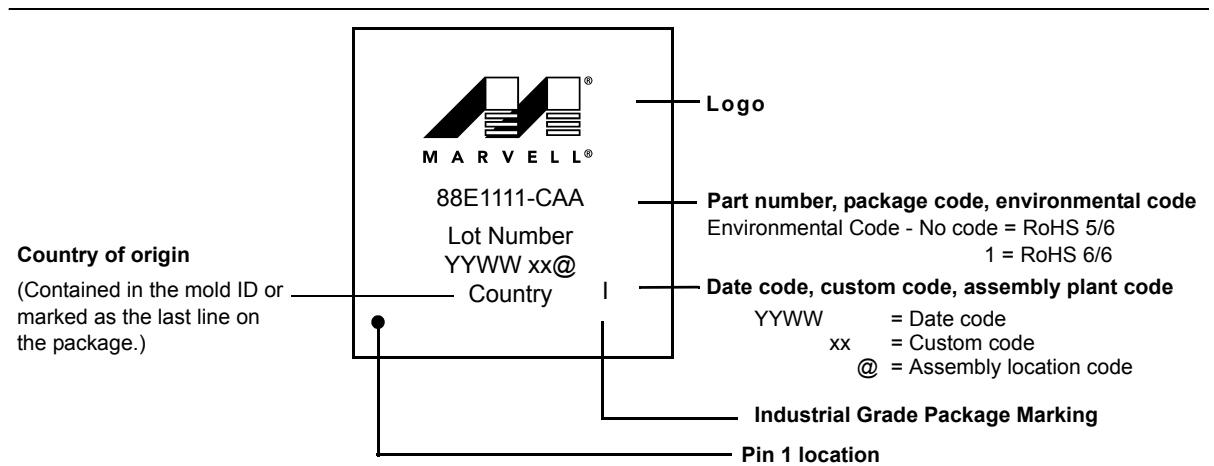 ®
MARVELL®
88E1111-CAA
Lot Number
YYWW xx@
Country I
Logo
Part number, package code, environmental code
Environmental Code - No code = RoHS 5/6
1 = RoHS 6/6
Country of origin
(Contained in the mold ID or
marked as the last line on
the package.)
Date code, custom code, assembly plant code
YYWW = Date code
xx = Custom code
@ = Assembly location code
Industrial Grade Package Marking
Pin 1 location